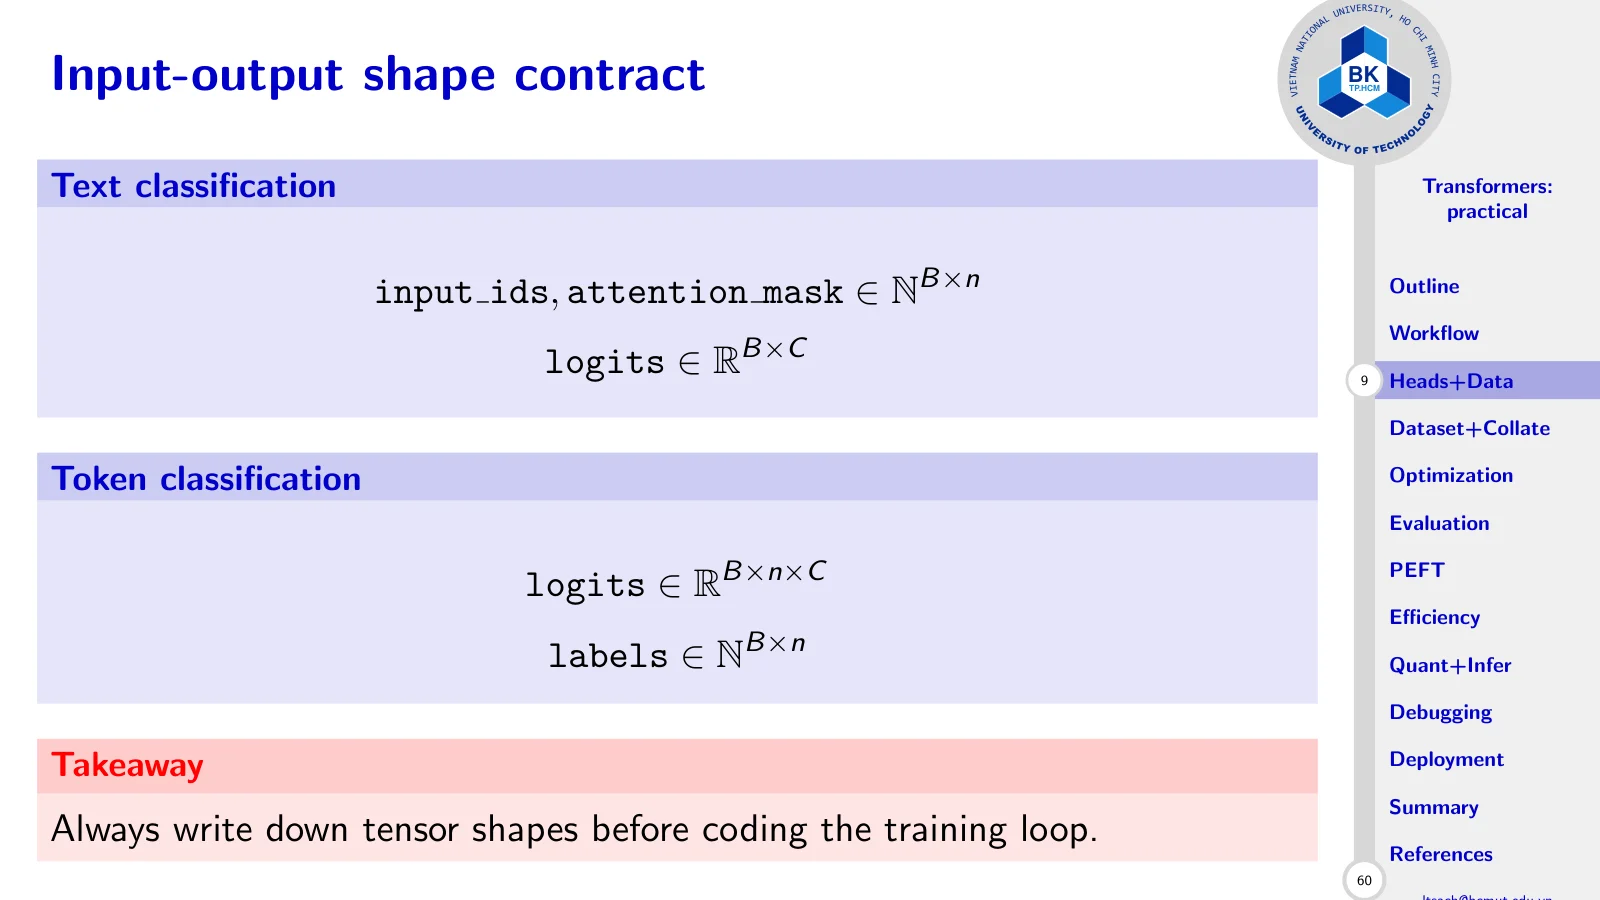 Input-output shape contract
Text classification
input_ids, attention_mask ∈ ℕ^{B×n}
logits ∈ ℝ^{B×C}
Token classification
logits ∈ ℝ^{B×n×C}
labels ∈ ℕ^{B×n}
Takeaway
Always write down tensor shapes before coding the training loop.
VIETNAM NATIONAL UNIVERSITY, HO CHI MINH CITY
BK
TP.HCM
UNIVERSITY OF TECHNOLOGY
Transformers:
practical
Outline
Workflow
9
Heads+Data
Dataset+Collate
Optimization
Evaluation
PEFT
Efficiency
Quant+Infer
Debugging
Deployment
Summary
References
60